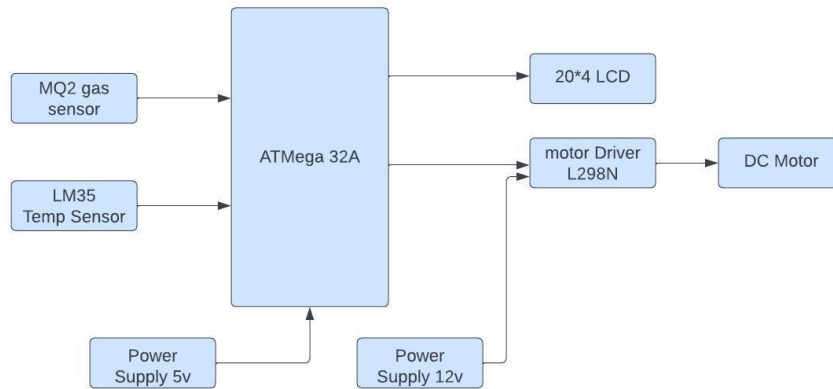 MQ2 gas
sensor
LM35
Temp Sensor
ATMega 32A
20*4 LCD
motor Driver
L298N
DC Motor
Power
Supply 5v
Power
Supply 12v